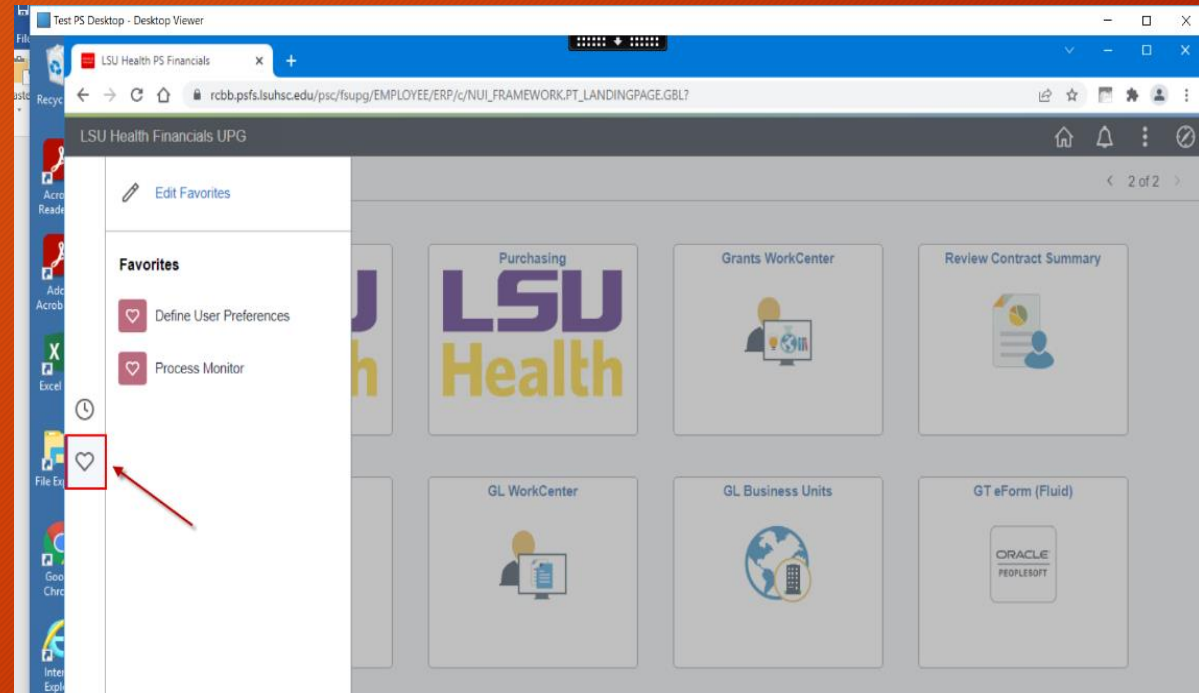 Test PS Desktop - Desktop Viewer
LSU Health PS Financials
rcbb.psfs.lsuhsc.edu/psc/fsupg/EMPLOYEE/ERP/c/NUI_FRAMEWORK.PT_LANDINGPAGE.GBL?
LSU Health Financials UPG
Edit Favorites
2 of 2
Favorites
Define User Preferences
Process Monitor
Purchasing
Grants WorkCenter
Review Contract Summary
LSU
Health
GL WorkCenter
GL Business Units
GT eForm (Fluid)
ORACLE
PEOPLESOFT
Excel